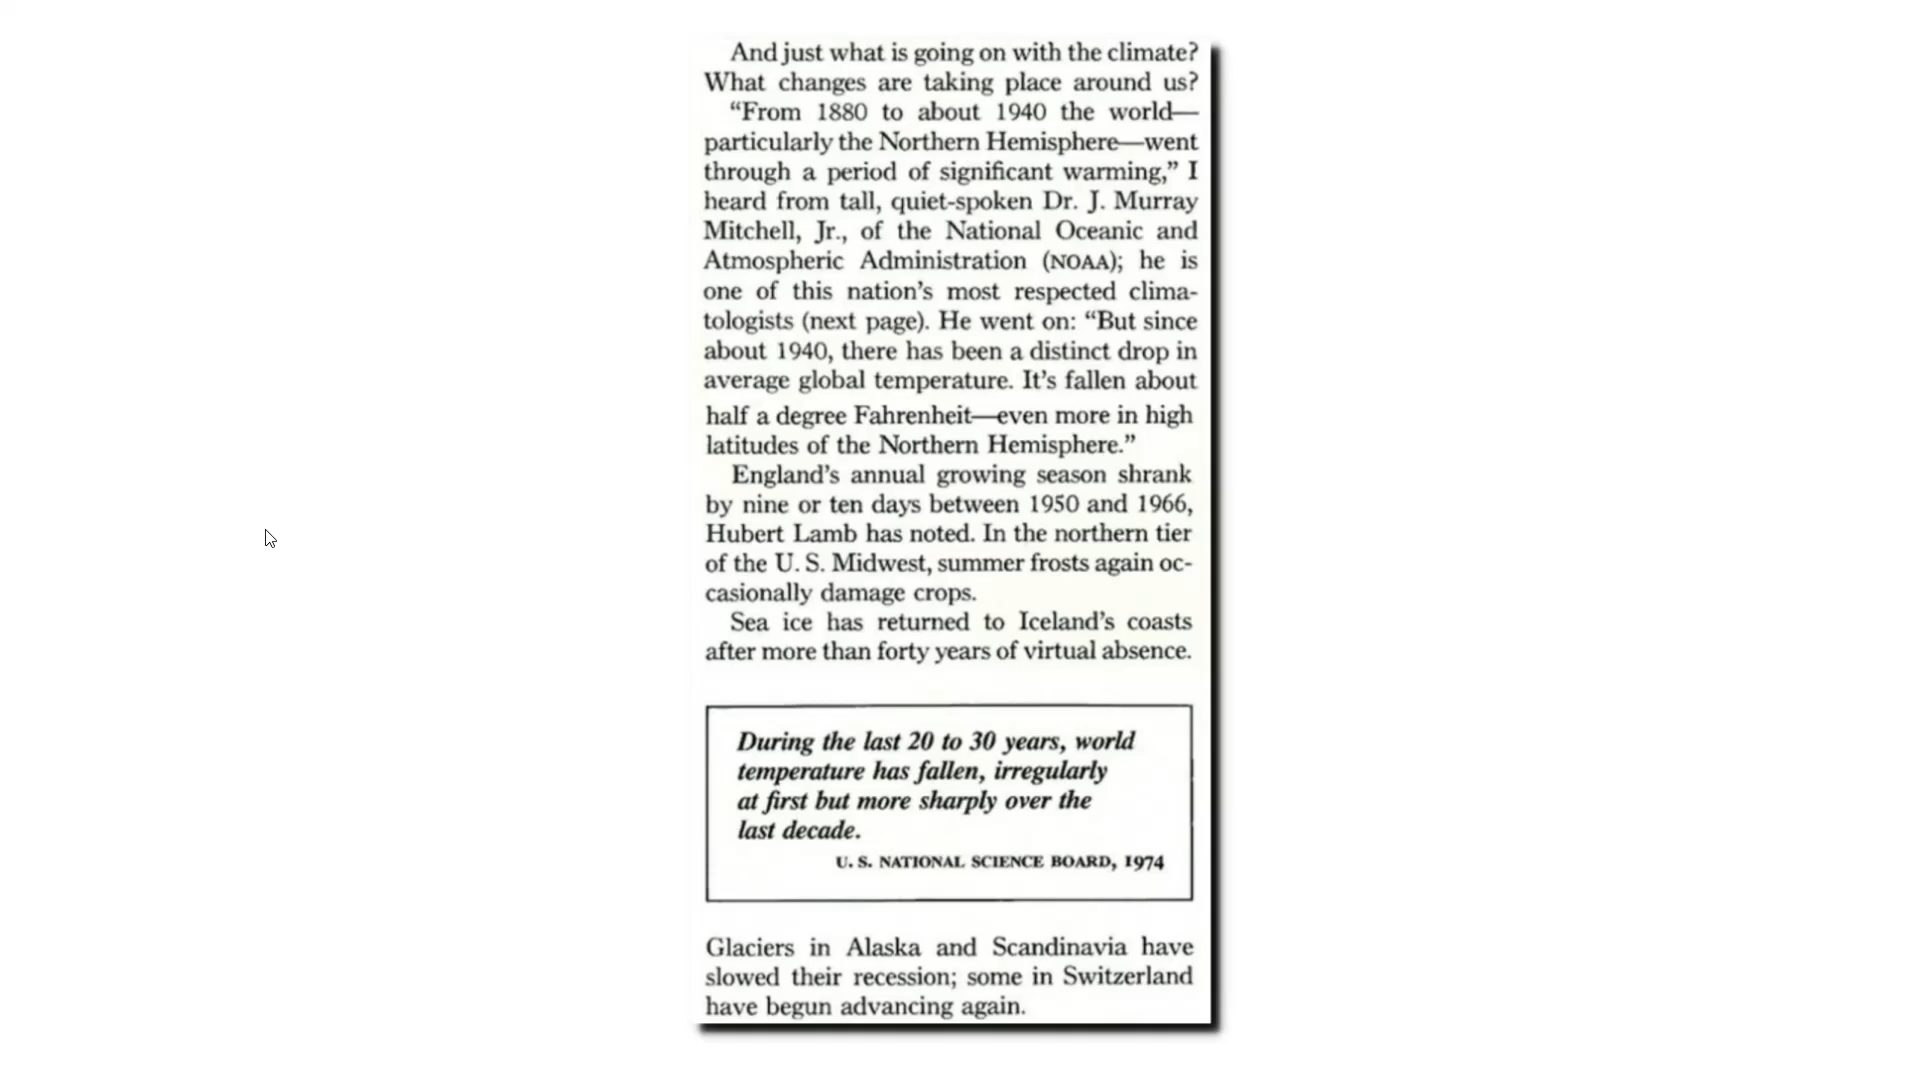 And just what is going on with the climate?
What changes are taking place around us?
“From 1880 to about 1940 the world—
particularly the Northern Hemisphere—went
through a period of significant warming,” I
heard from tall, quiet-spoken Dr. J. Murray
Mitchell, Jr., of the National Oceanic and
Atmospheric Administration (NOAA); he is
one of this nation’s most respected clima-
tologists (next page). He went on: “But since
about 1940, there has been a distinct drop in
average global temperature. It’s fallen about
half a degree Fahrenheit—even more in high
latitudes of the Northern Hemisphere.”
England’s annual growing season shrank
by nine or ten days between 1950 and 1966,
Hubert Lamb has noted. In the northern tier
of the U. S. Midwest, summer frosts again oc-
casionally damage crops.
Sea ice has returned to Iceland’s coasts
after more than forty years of virtual absence.
During the last 20 to 30 years, world
temperature has fallen, irregularly
at first but more sharply over the
last decade.
U. S. NATIONAL SCIENCE BOARD, 1974
Glaciers in Alaska and Scandinavia have
slowed their recession; some in Switzerland
have begun advancing again.